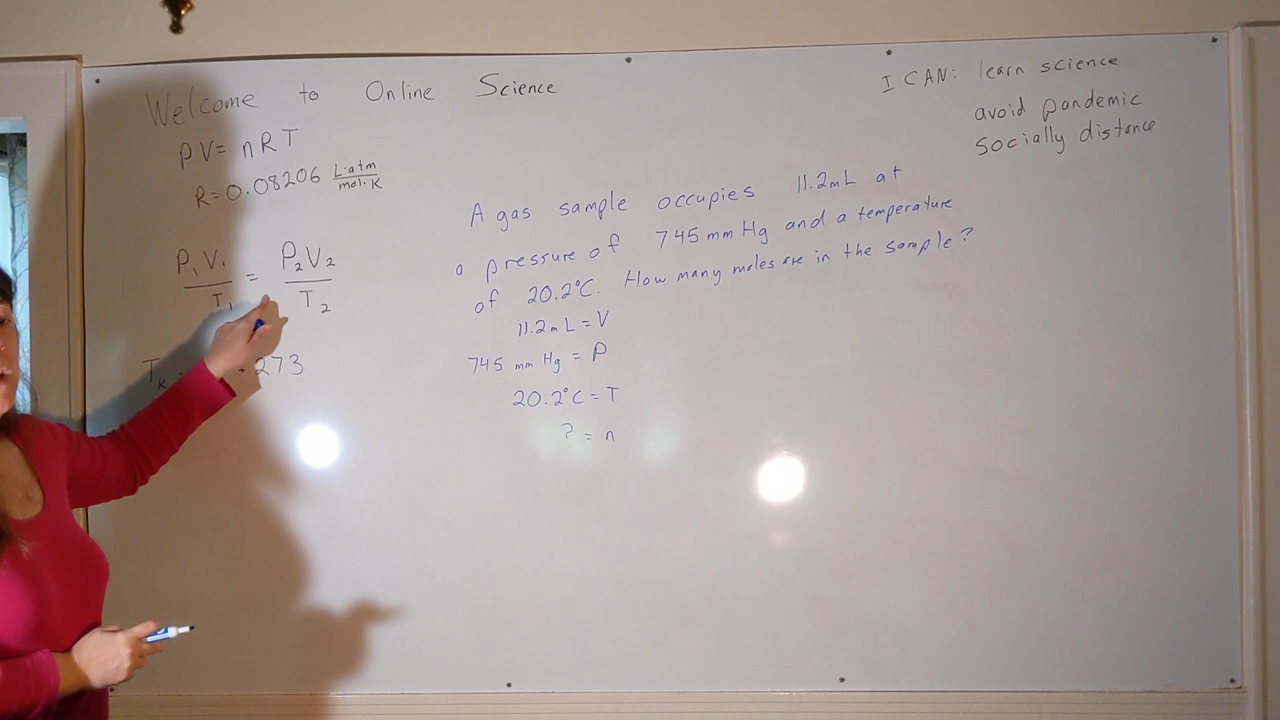 Welcome to Online Science
I CAN: learn science
avoid pandemic
socially distance
PV = nRT
R = 0.08206 L·atm / mol·K
P₁V₁ / T₁ = P₂V₂ / T₂
Tₖ + 273
A gas sample occupies 11.2mL at
a pressure of 745 mm Hg and a temperature
of 20.2°C. How many moles are in the sample?
11.2mL = V
745 mm Hg = P
20.2°C = T
? = n